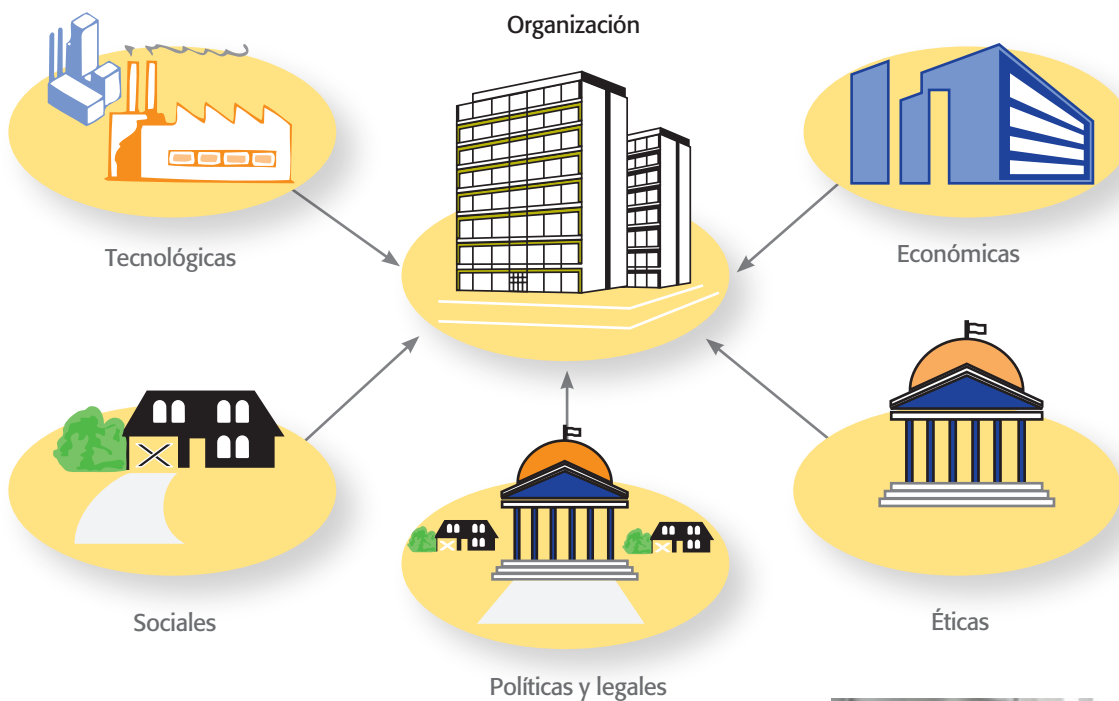 Organización
Tecnológicas
Económicas
Sociales
Éticas
Políticas y legales